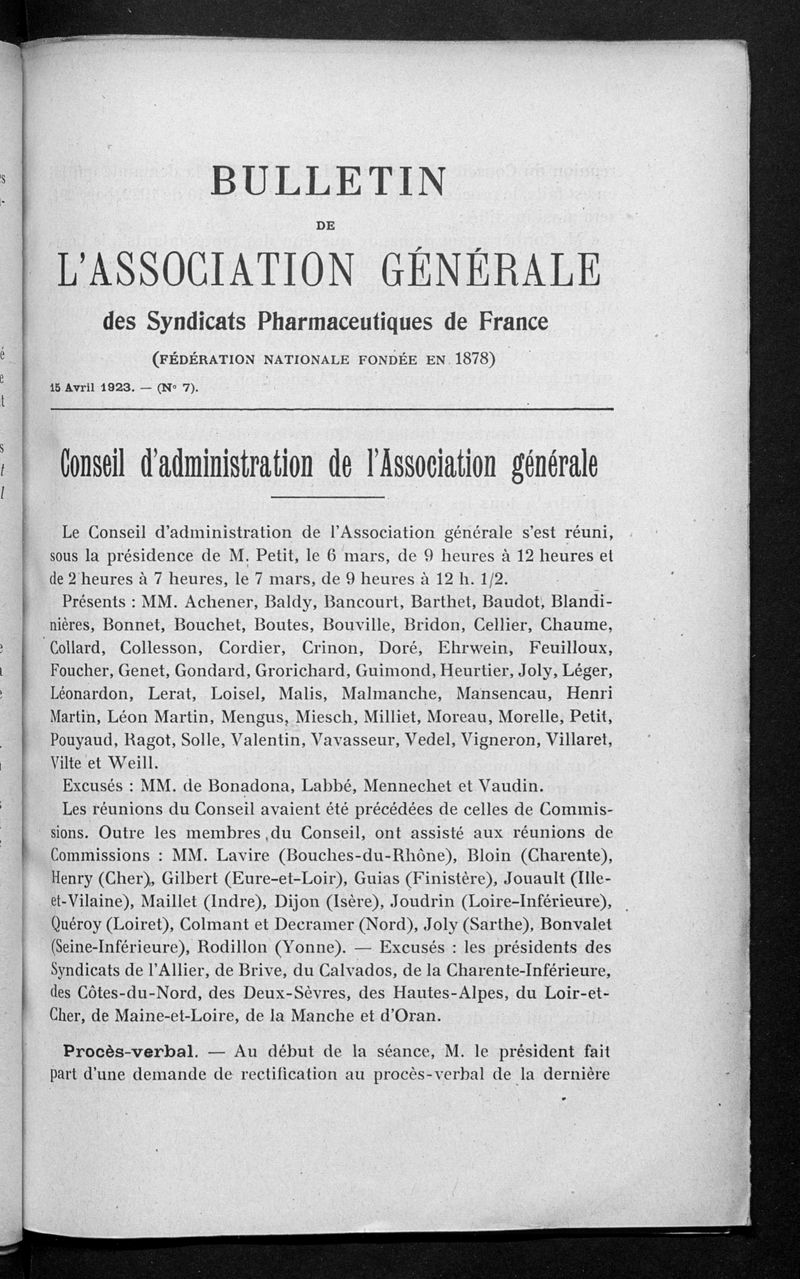 BULLETIN
DE
L'ASSOCIATION GÉNÉRALE
des Syndicats Pharmaceutiques de France
(FÉDÉRATION NATIONALE FONDÉE EN 1878)
15 Avril 1923. — (N° 7).
Conseil d'administration de l'Association générale
Le Conseil d'administration de l'Association générale s'est réuni,
sous la présidence de M. Petit, le 6 mars, de 9 heures à 12 heures et
de 2 heures à 7 heures, le 7 mars, de 9 heures à 12 h. 1/2.
Présents : MM. Achener, Baldy, Bancourt, Barthet, Baudot, Blandi-
nières, Bonnet, Bouchet, Boutes, Bouville, Bridon, Cellier, Chaume,
Collard, Collesson, Cordier, Crinon, Doré, Ehrwein, Feuilloux,
Foucher, Genet, Gondard, Grorichard, Guimond, Heurtier, Joly, Léger,
Léonardon, Lerat, Loisel, Malis, Malmanche, Mansencau, Henri
Martin, Léon Martin, Mengus, Miesch, Milliet, Moreau, Morelle, Petit,
Pouyaud, Ragot, Solle, Valentin, Vavasseur, Vedel, Vigneron, Villaret,
Vilte et Weill.
Excusés : MM. de Bonadona, Labbé, Mennechet et Vaudin.
Les réunions du Conseil avaient été précédées de celles de Commis-
sions. Outre les membres du Conseil, ont assisté aux réunions de
Commissions : MM. Lavire (Bouches-du-Rhône), Bloin (Charente),
Henry (Cher), Gilbert (Eure-et-Loir), Guias (Finistère), Jouault (Ille-
et-Vilaine), Maillet (Indre), Dijon (Isère), Joudrin (Loire-Inférieure),
Quéroy (Loiret), Colmant et Decramer (Nord), Joly (Sarthe), Bonvalet
(Seine-Inférieure), Rodillon (Yonne). — Excusés : les présidents des
Syndicats de l'Allier, de Brive, du Calvados, de la Charente-Inférieure,
des Côtes-du-Nord, des Deux-Sèvres, des Hautes-Alpes, du Loir-et-
Cher, de Maine-et-Loire, de la Manche et d'Oran.
Procès-verbal. — Au début de la séance, M. le président fait
part d'une demande de rectification au procès-verbal de la dernière